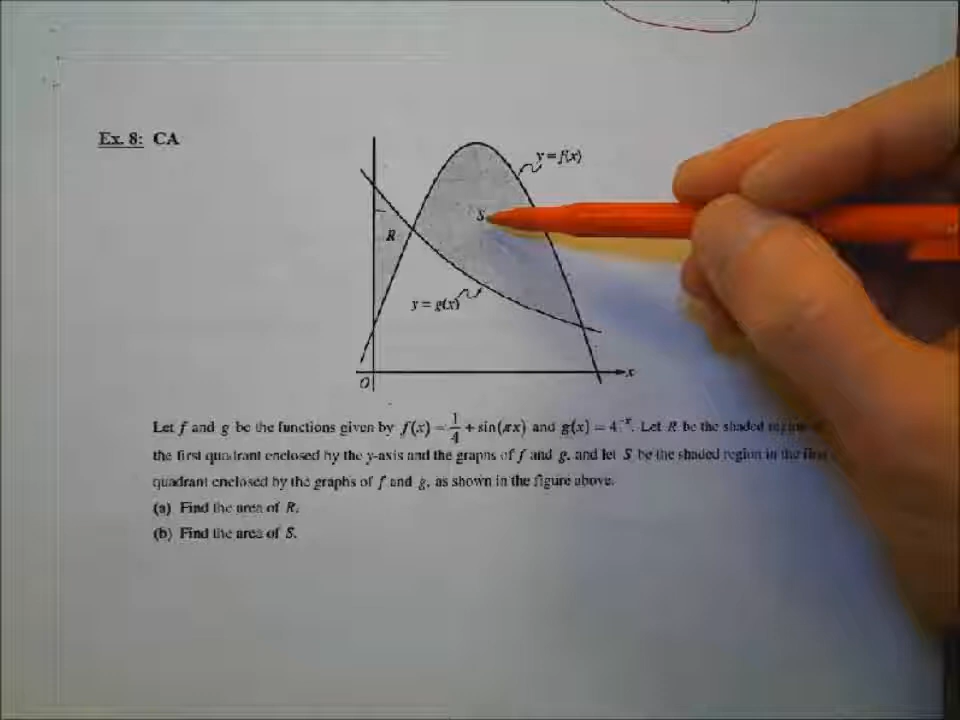 Ex. 8: CA
y = f(x)
S
R
y = g(x)
x
O
Let f and g be the functions given by f(x) = 1/4 + sin(πx) and g(x) = 4^-x. Let R be the shaded region
the first quadrant enclosed by the y-axis and the graphs of f and g, and let S be the shaded region in the first
quadrant enclosed by the graphs of f and g, as shown in the figure above.
(a) Find the area of R.
(b) Find the area of S.